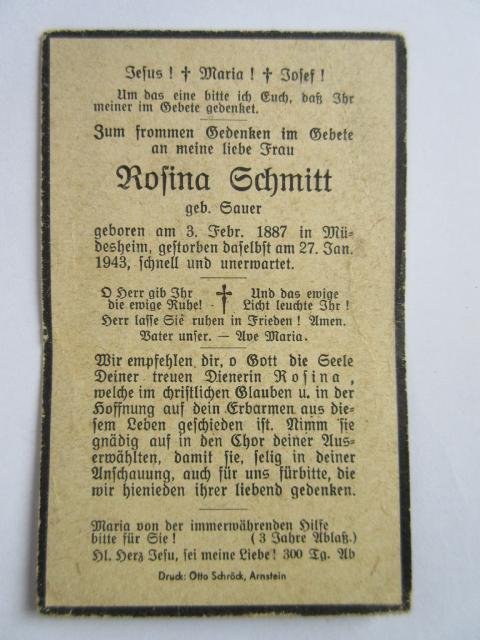 Jesus ! ✝ Maria ! ✝ Josef !
Um das eine bitte ich Euch, daß Ihr
meiner im Gebete gedenket.
Zum frommen Gedenken im Gebete
an meine liebe Frau
Rosina Schmitt
geb. Sauer
geboren am 3. Febr. 1887 in Mü-
desheim, gestorben daselbst am 27. Jan.
1943, schnell und unerwartet.
O Herr gib Ihr ✝ Und das ewige
die ewige Ruhe! - Licht leuchte Ihr !
Herr lasse Sie ruhen in Frieden ! Amen.
Vater unser. — Ave Maria.
Wir empfehlen dir, o Gott die Seele
Deiner treuen Dienerin Rosina,
welche im christlichen Glauben u. in der
Hoffnung auf dein Erbarmen aus die-
sem Leben geschieden ist. Nimm sie
gnädig auf in den Chor deiner Aus-
erwählten, damit sie, selig in deiner
Anschauung, auch für uns fürbitte, die
wir hienieden ihrer liebend gedenken.
Maria von der immerwährenden Hilfe
bitte für Sie ! (3 Jahre Ablaß.)
Hl. Herz Jesu, sei meine Liebe! 300 Tg. Ab
Druck: Otto Schröck, Arnstein